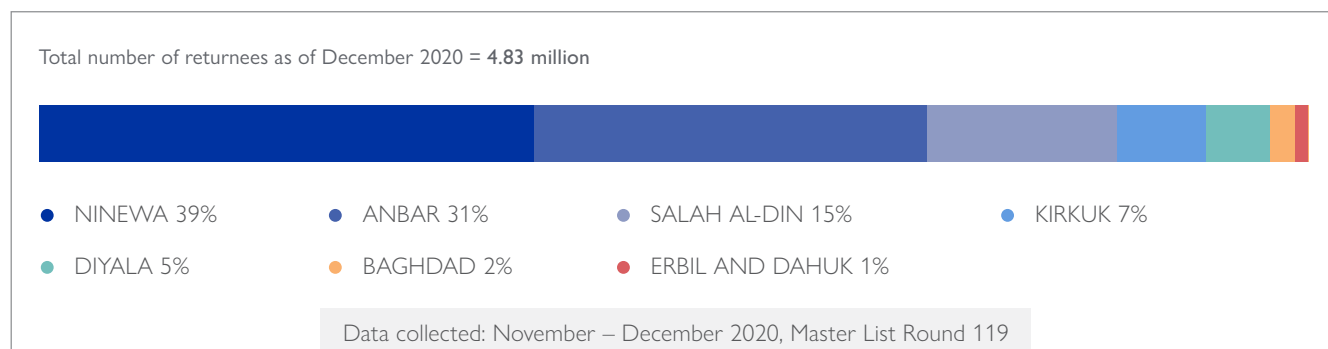 Total number of returnees as of December 2020 = 4.83 million
NINEWA 39%
ANBAR 31%
SALAH AL-DIN 15%
KIRKUK 7%
DIYALA 5%
BAGHDAD 2%
ERBIL AND DAHUK 1%
Data collected: November – December 2020, Master List Round 119